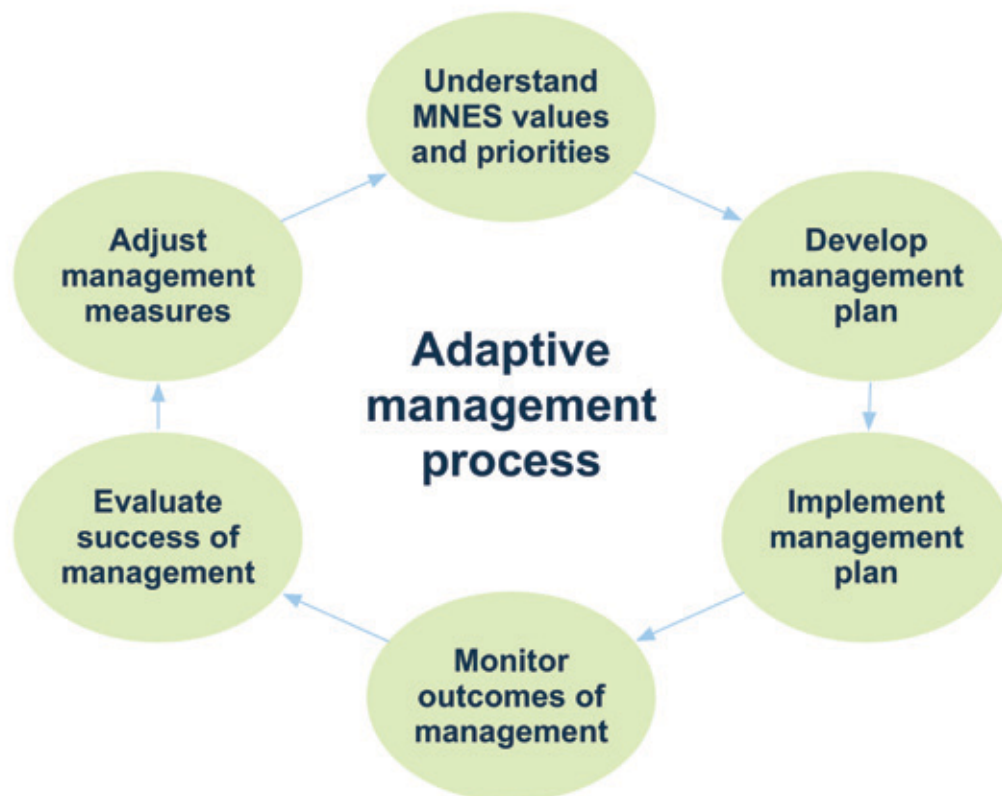 Understand
MNES values
and priorities
Develop
management
plan
Implement
management
plan
Monitor
outcomes of
management
Evaluate
success of
management
Adjust
management
measures
Adaptive
management
process